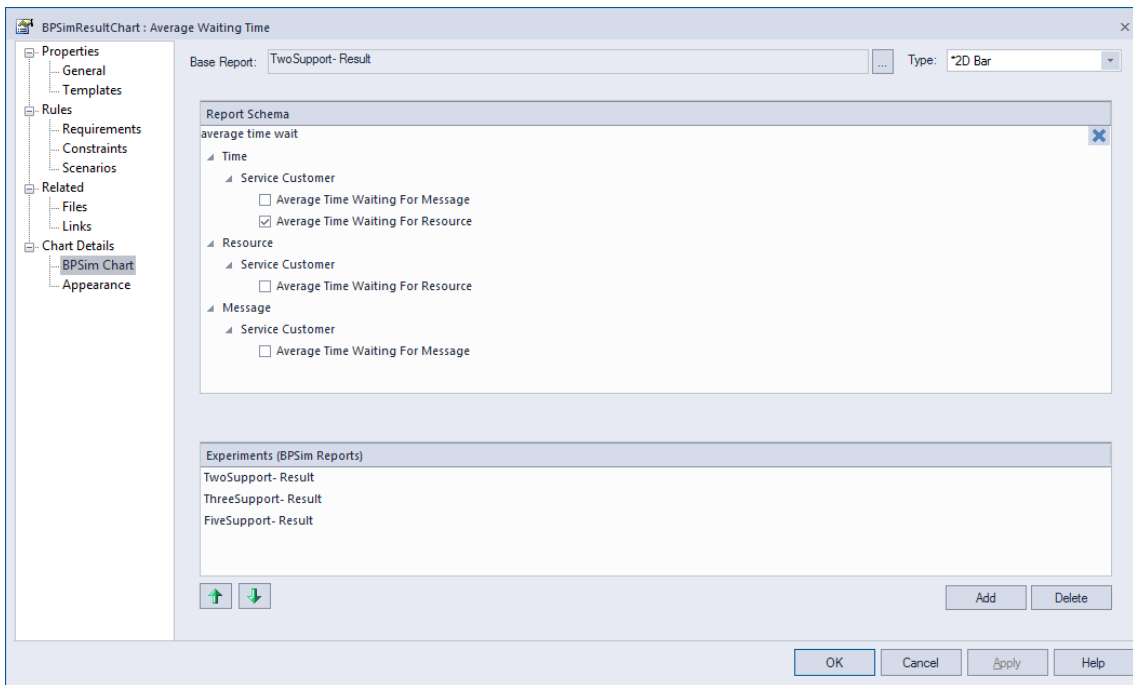 BPSimResultChart : Average Waiting Time
Properties
General
Templates
Rules
Requirements
Constraints
Scenarios
Related
Files
Links
Chart Details
BPSim Chart
Appearance
Base Report: TwoSupport- Result ... Type: *2D Bar
Report Schema
average time wait
Time
Service Customer
Average Time Waiting For Message
Average Time Waiting For Resource
Resource
Service Customer
Average Time Waiting For Resource
Message
Service Customer
Average Time Waiting For Message
Experiments (BPSim Reports)
TwoSupport- Result
ThreeSupport- Result
FiveSupport- Result
Add Delete
OK Cancel Apply Help